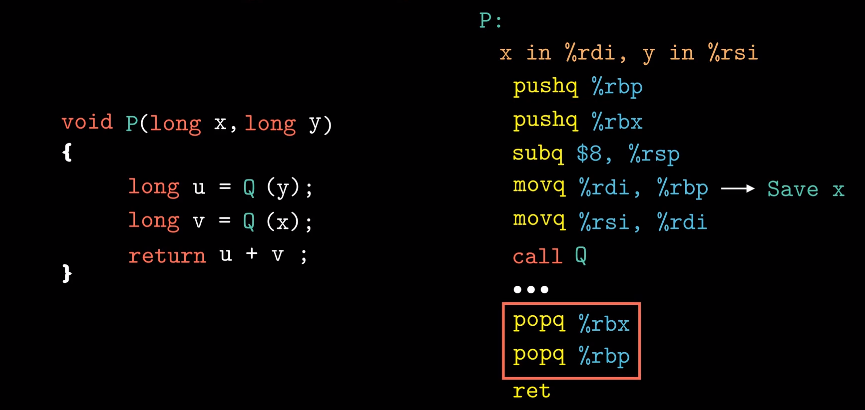 void P(long x, long y)
{
long u = Q (y);
long v = Q (x);
return u + v ;
}
P:
x in %rdi, y in %rsi
pushq %rbp
pushq %rbx
subq $8, %rsp
movq %rdi, %rbp → Save x
movq %rsi, %rdi
call Q
•••
popq %rbx
popq %rbp
ret